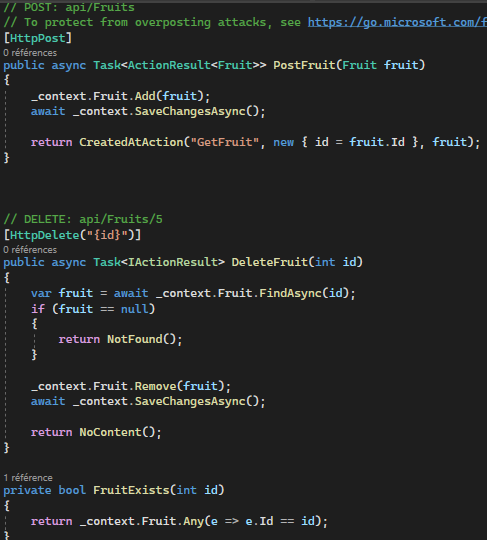 // POST: api/Fruits
// To protect from overposting attacks, see https://go.microsoft.com/f
[HttpPost]
0 références
public async Task<ActionResult<Fruit>> PostFruit(Fruit fruit)
{
_context.Fruit.Add(fruit);
await _context.SaveChangesAsync();
return CreatedAtAction("GetFruit", new { id = fruit.Id }, fruit);
}
// DELETE: api/Fruits/5
[HttpDelete("{id}")]
0 références
public async Task<IActionResult> DeleteFruit(int id)
{
var fruit = await _context.Fruit.FindAsync(id);
if (fruit == null)
{
return NotFound();
}
_context.Fruit.Remove(fruit);
await _context.SaveChangesAsync();
return NoContent();
}
1 référence
private bool FruitExists(int id)
{
return _context.Fruit.Any(e => e.Id == id);
}